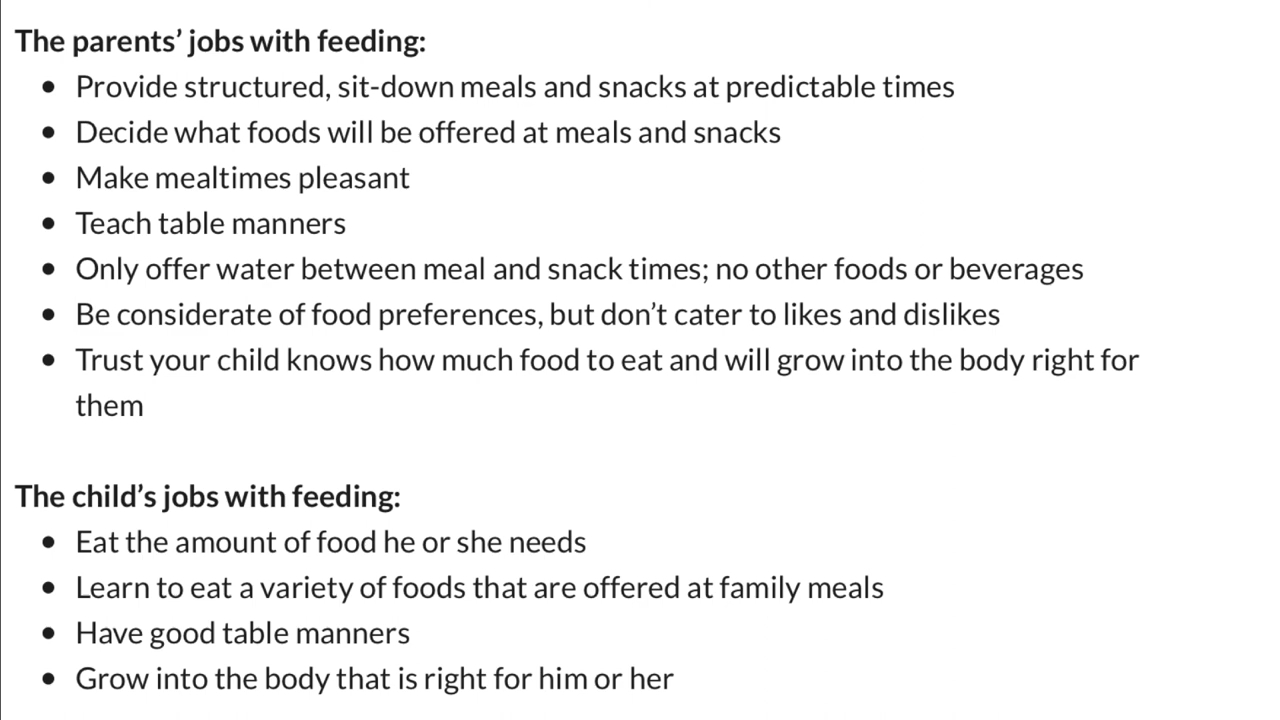 The parents’ jobs with feeding:
• Provide structured, sit-down meals and snacks at predictable times
• Decide what foods will be offered at meals and snacks
• Make mealtimes pleasant
• Teach table manners
• Only offer water between meal and snack times; no other foods or beverages
• Be considerate of food preferences, but don’t cater to likes and dislikes
• Trust your child knows how much food to eat and will grow into the body right for
them
The child’s jobs with feeding:
• Eat the amount of food he or she needs
• Learn to eat a variety of foods that are offered at family meals
• Have good table manners
• Grow into the body that is right for him or her